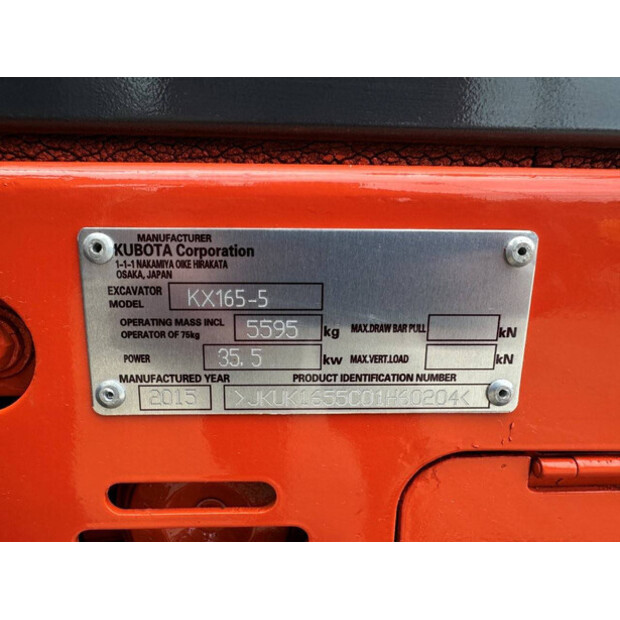 MANUFACTURER
KUBOTA Corporation
1-1-1 NAKAMIYA OIKE HIRAKATA
OSAKA, JAPAN
EXCAVATOR MODEL KX165-5
OPERATING MASS INCL OPERATOR OF 75kg 5595 kg MAX.DRAW BAR PULL kN
POWER 35.5 kw MAX.VERT.LOAD kN
MANUFACTURED YEAR PRODUCT IDENTIFICATION NUMBER
2015 >JKUK1655C01H60204<